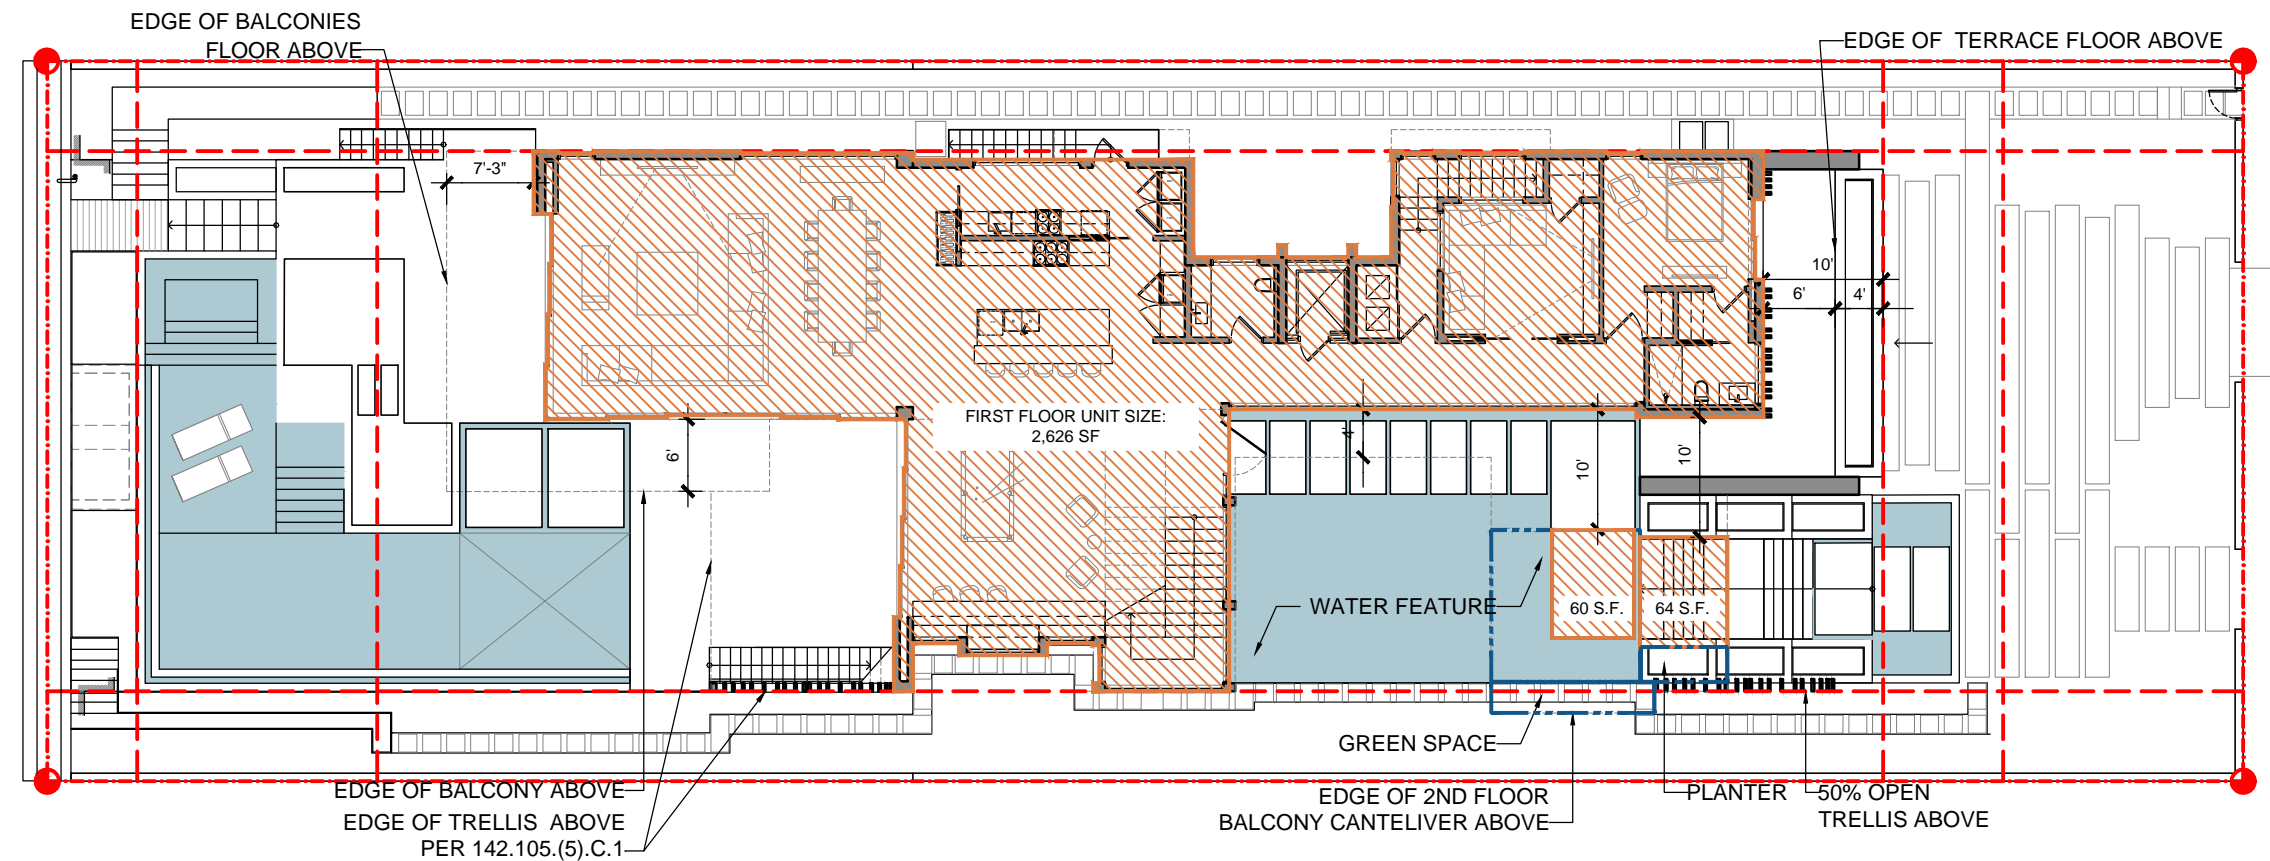 EDGE OF BALCONIES
FLOOR ABOVE
EDGE OF TERRACE FLOOR ABOVE
7'-3"
10'
6'
4'
FIRST FLOOR UNIT SIZE:
2,626 SF
6'
4'
10'
10'
WATER FEATURE
60 S.F.
64 S.F.
GREEN SPACE
EDGE OF BALCONY ABOVE
EDGE OF TRELLIS ABOVE
PER 142.105.(5).C.1
EDGE OF 2ND FLOOR
BALCONY CANTELIVER ABOVE
PLANTER
50% OPEN
TRELLIS ABOVE